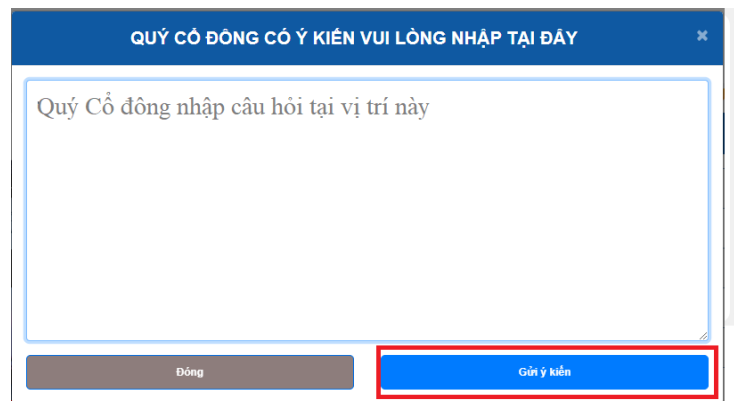 QUÝ CỔ ĐÔNG CÓ Ý KIẾN VUI LÒNG NHẬP TẠI ĐÂY ×
Quý Cổ đông nhập câu hỏi tại vị trí này
Đóng
Gửi ý kiến